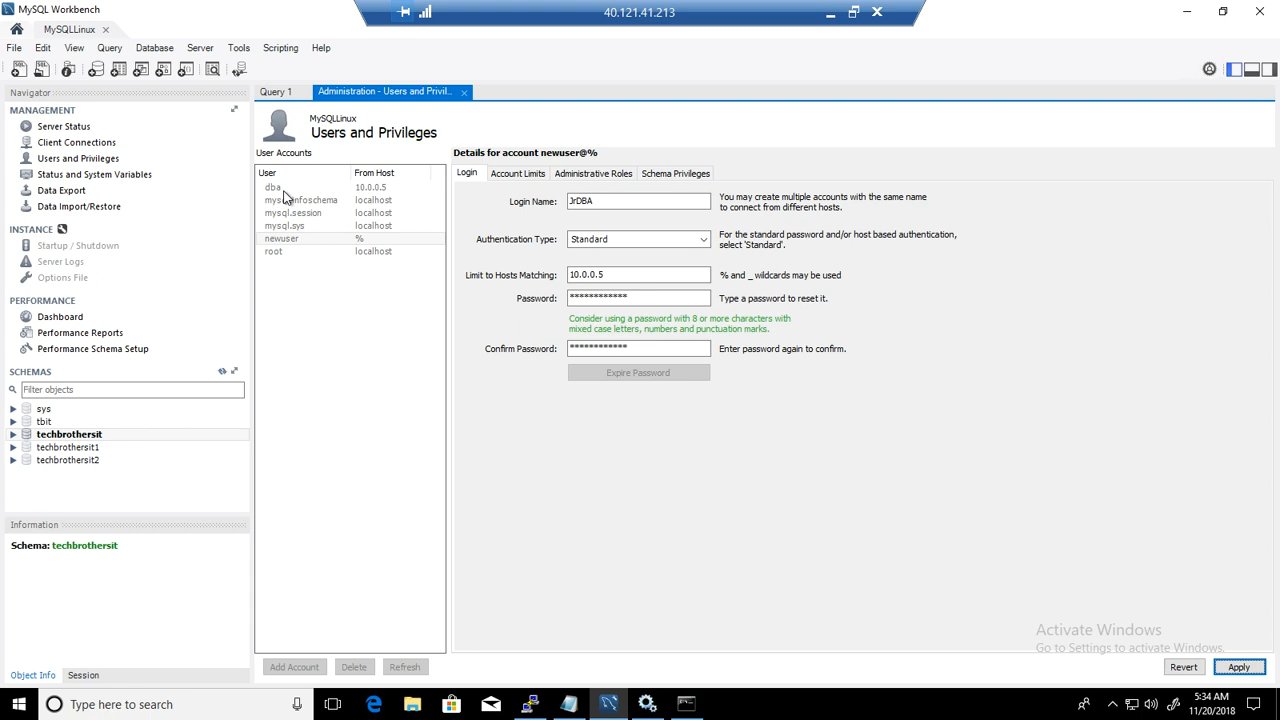 MySQL Workbench
40.121.41.213
MySQLLinux
File Edit View Query Database Server Tools Scripting Help
Navigator
MANAGEMENT
Server Status
Client Connections
Users and Privileges
Status and System Variables
Data Export
Data Import/Restore
INSTANCE
Startup / Shutdown
Server Logs
Options File
PERFORMANCE
Dashboard
Performance Reports
Performance Schema Setup
SCHEMAS
Filter objects
sys
tbit
techbrothersit
techbrothersit1
techbrothersit2
Information
Schema: techbrothersit
Object Info Session
Query 1 Administration - Users and Privil..
MySQLLinux
Users and Privileges
User Accounts
User From Host
dba 10.0.0.5
localhost
mysql.session localhost
mysql.sys localhost
newuser %
root localhost
Add Account Delete Refresh
Details for account newuser@%
Login Account Limits Administrative Roles Schema Privileges
Login Name: JrDBA You may create multiple accounts with the same name
to connect from different hosts.
Authentication Type: Standard For the standard password and/or host based authentication,
select 'Standard'.
Limit to Hosts Matching: 10.0.0.5 % and _ wildcards may be used
Password: ************ Type a password to reset it.
Consider using a password with 8 or more characters with
mixed case letters, numbers and punctuation marks.
Confirm Password: ************ Enter password again to confirm.
Expire Password
Activate Windows
Go to Settings to activate Windows.
Revert Apply
Type here to search
5:34 AM
11/20/2018